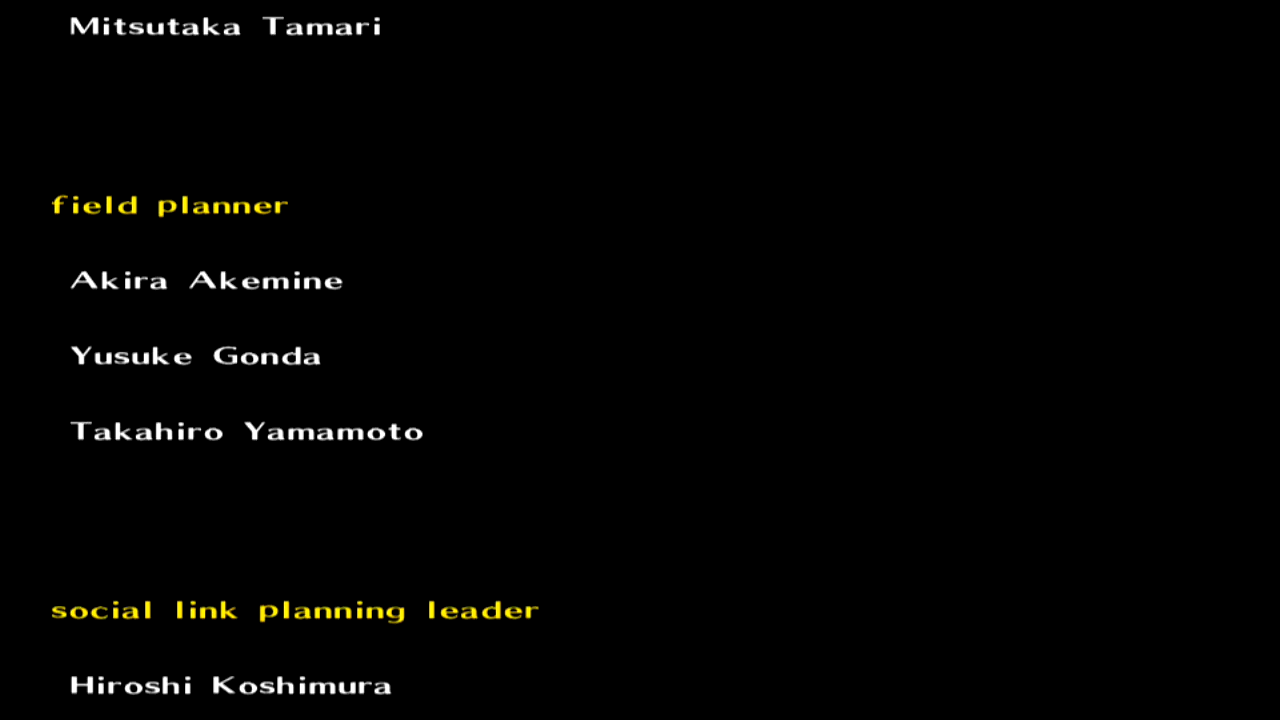 Mitsutaka Tamari
field planner
Akira Akemine
Yusuke Gonda
Takahiro Yamamoto
social link planning leader
Hiroshi Koshimura